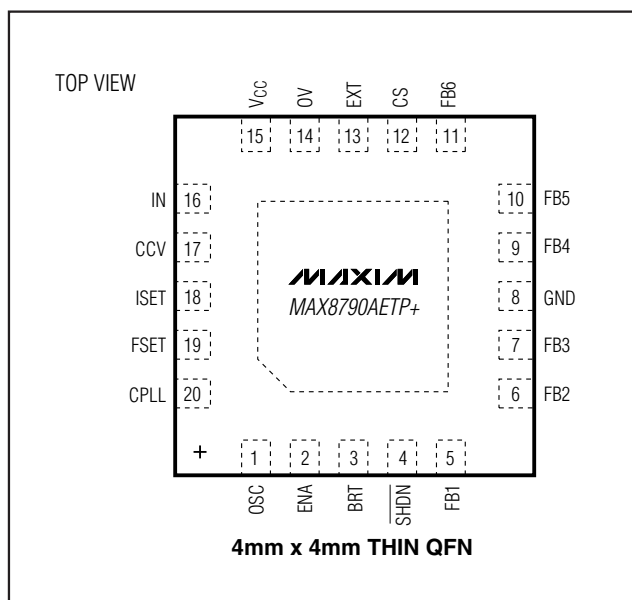 TOP VIEW
VCC
OV
EXT
CS
FB6
15
14
13
12
11
IN 16
10 FB5
CCV 17
9 FB4
MAXIM
ISET 18
8 GND
MAX8790AETP+
FSET 19
7 FB3
CPLL 20
6 FB2
+
1
2
3
4
5
OSC
ENA
BRT
SHDN
FB1
4mm x 4mm THIN QFN